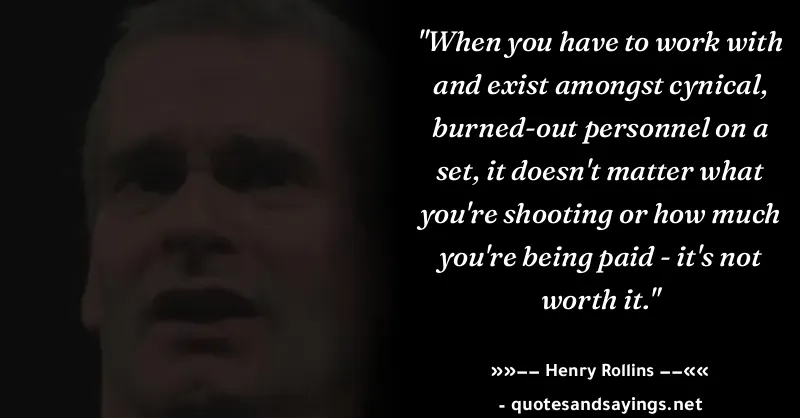 "When you have to work with
and exist amongst cynical,
burned-out personnel on a
set, it doesn't matter what
you're shooting or how much
you're being paid - it's not
worth it."
»»—— Henry Rollins ——««
- quotesandsayings.net